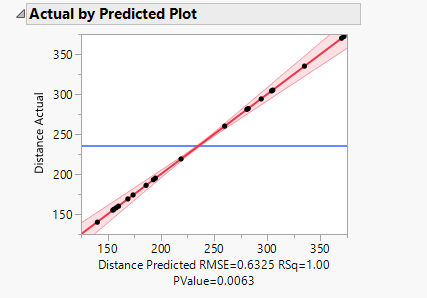 Actual by Predicted Plot
350
300
250
200
150
Distance Actual
150 200 250 300 350
Distance Predicted RMSE=0.6325 RSq=1.00
PValue=0.0063